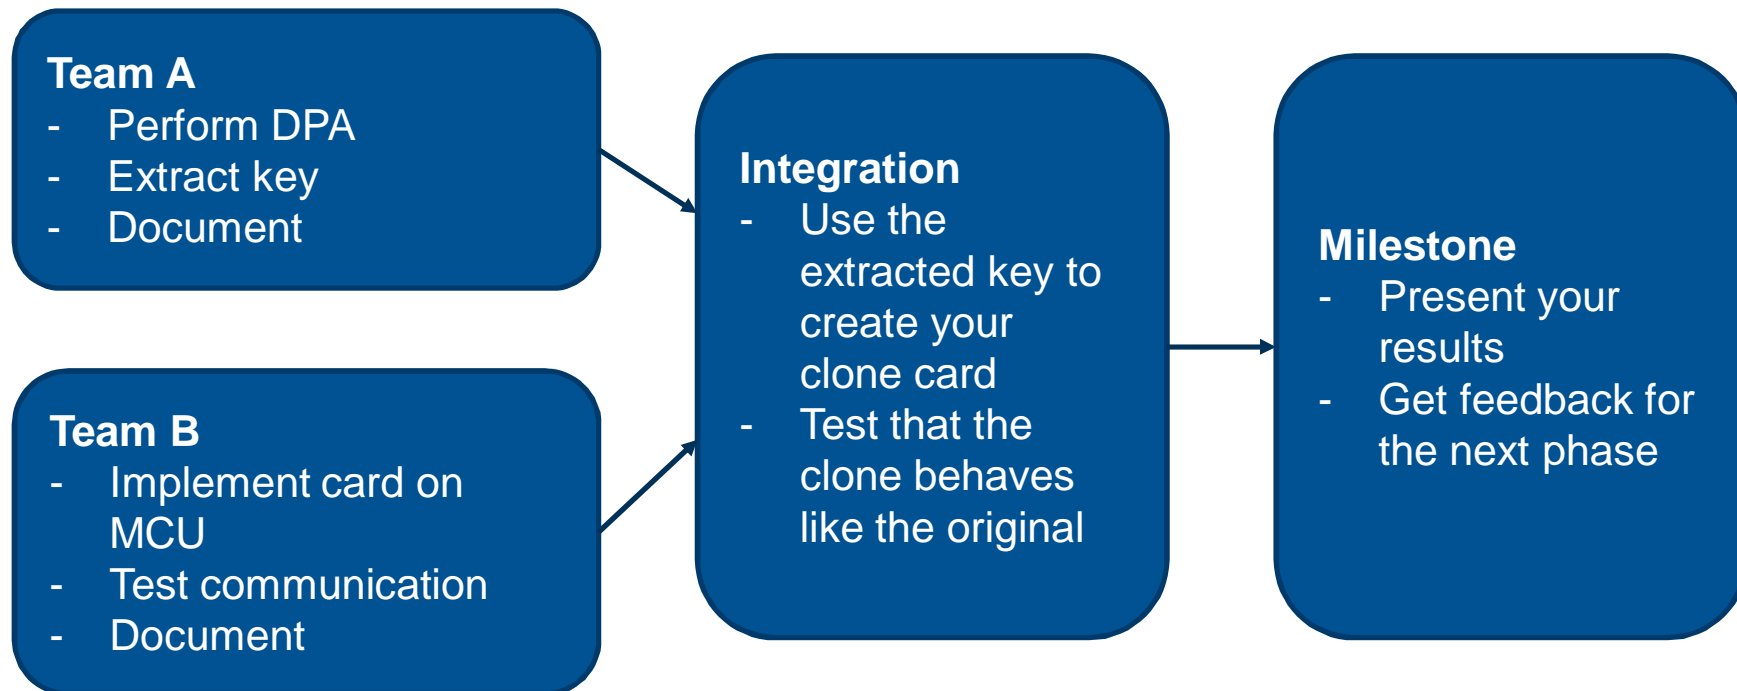 Team A
- Perform DPA
- Extract key
- Document
Team B
- Implement card on
MCU
- Test communication
- Document
Integration
- Use the
extracted key to
create your
clone card
- Test that the
clone behaves
like the original
Milestone
- Present your
results
- Get feedback for
the next phase